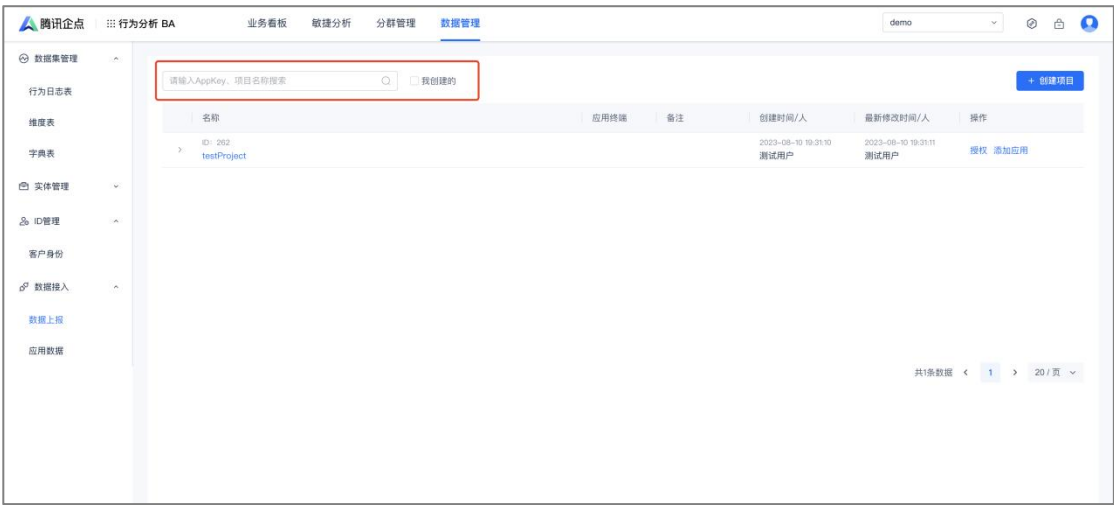 腾讯企点 行为分析 BA 业务看板 敏捷分析 分群管理 数据管理 demo
数据集管理
行为日志表
维度表
字典表
实体管理
ID管理
客户身份
数据接入
数据上报
应用数据
请输入AppKey、项目名称搜索 我创建的 + 创建项目
名称 应用终端 备注 创建时间/人 最新修改时间/人 操作
ID: 262 2023-08-10 19:31:10 2023-08-10 19:31:11
testProject 测试用户 测试用户 授权 添加应用
共1条数据 < 1 > 20 / 页